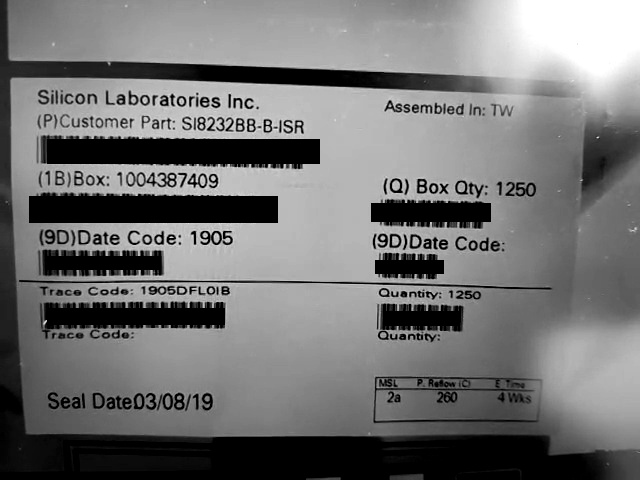 Silicon Laboratories Inc.
Assembled In: TW
(P)Customer Part: SI8232BB-B-ISR
(1B)Box: 1004387409
(Q) Box Qty: 1250
(9D)Date Code: 1905
(9D)Date Code:
Trace Code: 1905DFL0IB
Quantity: 1250
Trace Code:
Quantity:
Seal Date:03/08/19
MSL P. Reflow (C) E. Time
2a 260 4 Wks